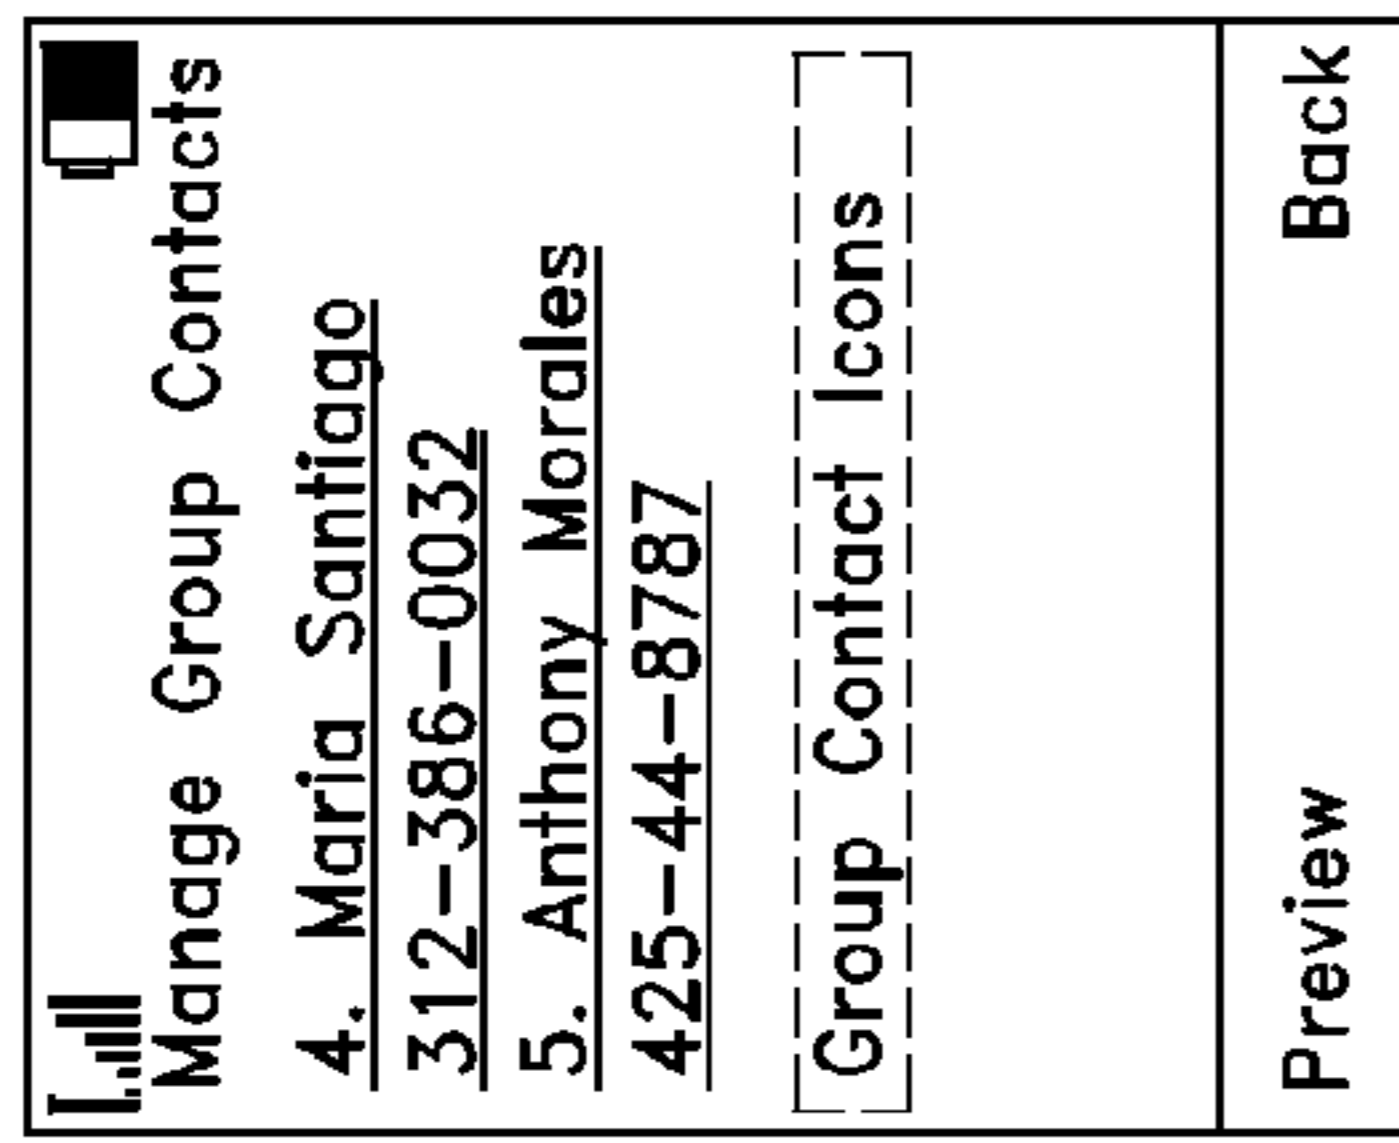 Manage Group Contacts
4. Maria Santiago
312-386-0032
5. Anthony Morales
425-44-8787
Group Contact Icons
Preview Back